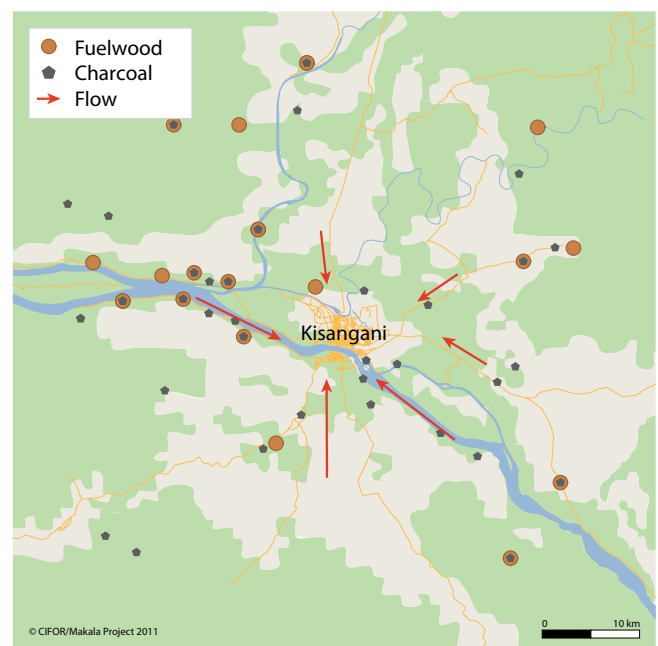 Fuelwood
Charcoal
Flow
Kisangani
© CIFOR/Makala Project 2011
0 10 km